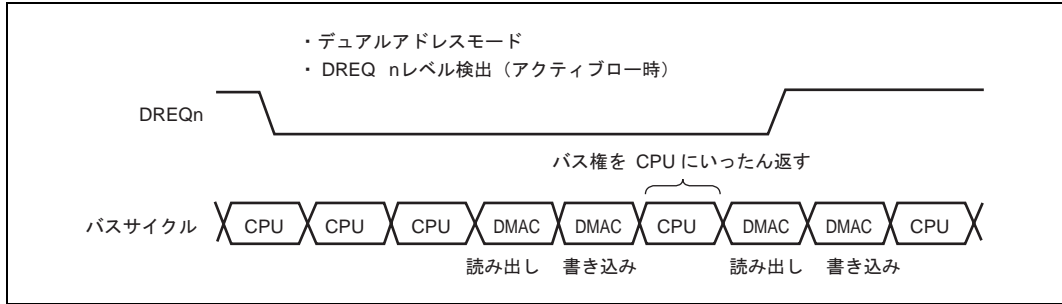 ・デュアルアドレスモード
・DREQ nレベル検出（アクティブロー時）
DREQn
バス権を CPU にいったん返す
バスサイクル CPU CPU CPU DMAC DMAC CPU DMAC DMAC CPU
読み出し 書き込み 読み出し 書き込み